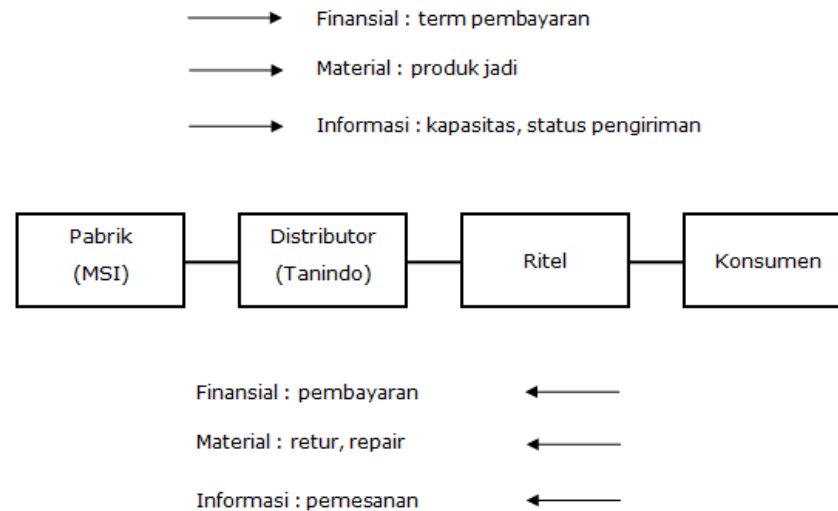 Finansial : term pembayaran
Material : produk jadi
Informasi : kapasitas, status pengiriman
Pabrik
(MSI)
Distributor
(Tanindo)
Ritel
Konsumen
Finansial : pembayaran
Material : retur, repair
Informasi : pemesanan